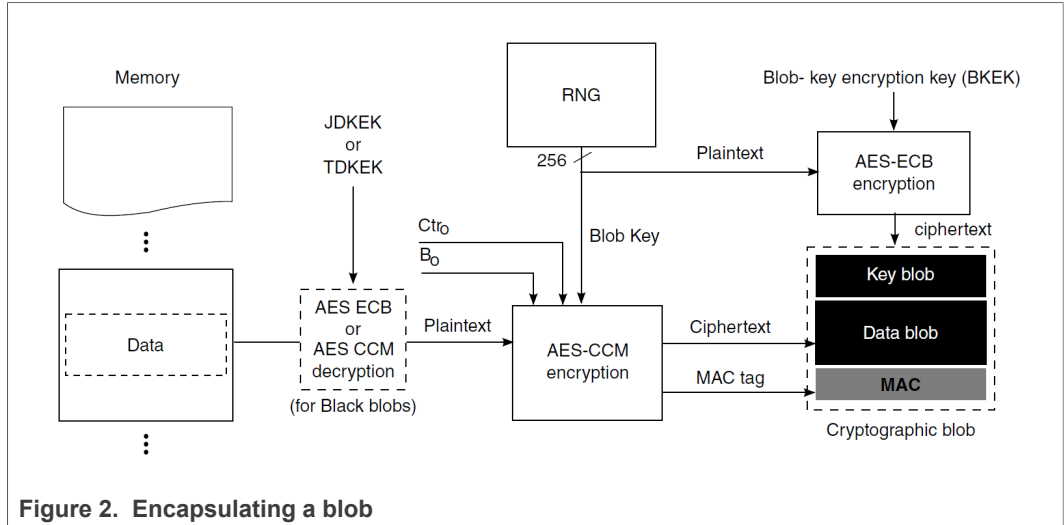 Memory
RNG
Blob- key encryption key (BKEK)
JDKEK
or
TDKEK
256
Plaintext
AES-ECB
encryption
ciphertext
Ctr0
B0
Blob Key
Key blob
Data
AES ECB
or
AES CCM
decryption
Plaintext
AES-CCM
encryption
Ciphertext
Data blob
MAC tag
MAC
(for Black blobs)
Cryptographic blob
Figure 2. Encapsulating a blob